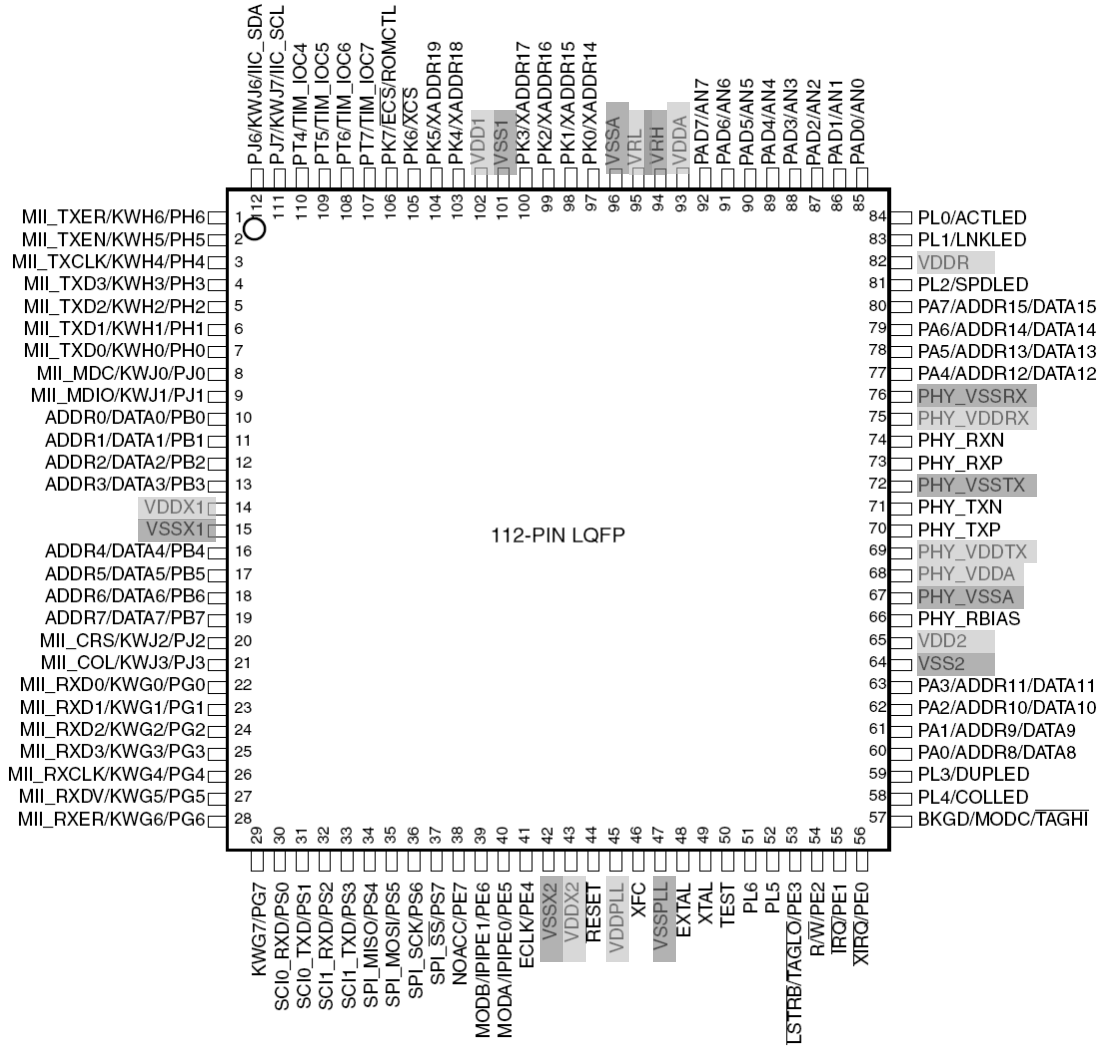 PJ6/KWJ6/IIC_SDA
PJ7/KWJ7/IIC_SCL
PT4/TIM_IOC4
PT5/TIM_IOC5
PT6/TIM_IOC6
PT7/TIM_IOC7
PK7/ECS/ROMCTL
PK6/XCS
PK5/XADDR19
PK4/XADDR18
VDD1
VSS1
PK3/XADDR17
PK2/XADDR16
PK1/XADDR15
PK0/XADDR14
VSSA
VRL
VRH
VDDA
PAD7/AN7
PAD6/AN6
PAD5/AN5
PAD4/AN4
PAD3/AN3
PAD2/AN2
PAD1/AN1
PAD0/AN0
112 111 110 109 108 107 106 105 104 103 102 101 100 99 98 97 96 95 94 93 92 91 90 89 88 87 86 85
MII_TXER/KWH6/PH6 1
MII_TXEN/KWH5/PH5 2
MII_TXCLK/KWH4/PH4 3
MII_TXD3/KWH3/PH3 4
MII_TXD2/KWH2/PH2 5
MII_TXD1/KWH1/PH1 6
MII_TXD0/KWH0/PH0 7
MII_MDC/KWJ0/PJ0 8
MII_MDIO/KWJ1/PJ1 9
ADDR0/DATA0/PB0 10
ADDR1/DATA1/PB1 11
ADDR2/DATA2/PB2 12
ADDR3/DATA3/PB3 13
VDDX1 14
VSSX1 15
ADDR4/DATA4/PB4 16
ADDR5/DATA5/PB5 17
ADDR6/DATA6/PB6 18
ADDR7/DATA7/PB7 19
MII_CRS/KWJ2/PJ2 20
MII_COL/KWJ3/PJ3 21
MII_RXD0/KWG0/PG0 22
MII_RXD1/KWG1/PG1 23
MII_RXD2/KWG2/PG2 24
MII_RXD3/KWG3/PG3 25
MII_RXCLK/KWG4/PG4 26
MII_RXDV/KWG5/PG5 27
MII_RXER/KWG6/PG6 28
112-PIN LQFP
84 PL0/ACTLED
83 PL1/LNKLED
82 VDDR
81 PL2/SPDLED
80 PA7/ADDR15/DATA15
79 PA6/ADDR14/DATA14
78 PA5/ADDR13/DATA13
77 PA4/ADDR12/DATA12
76 PHY_VSSRX
75 PHY_VDDRX
74 PHY_RXN
73 PHY_RXP
72 PHY_VSSTX
71 PHY_TXN
70 PHY_TXP
69 PHY_VDDTX
68 PHY_VDDA
67 PHY_VSSA
66 PHY_RBIAS
65 VDD2
64 VSS2
63 PA3/ADDR11/DATA11
62 PA2/ADDR10/DATA10
61 PA1/ADDR9/DATA9
60 PA0/ADDR8/DATA8
59 PL3/DUPLED
58 PL4/COLLED
57 BKGD/MODC/TAGHI
29 30 31 32 33 34 35 36 37 38 39 40 41 42 43 44 45 46 47 48 49 50 51 52 53 54 55 56
KWG7/PG7
SCI0_RXD/PS0
SCI0_TXD/PS1
SCI1_RXD/PS2
SCI1_TXD/PS3
SPI_MISO/PS4
SPI_MOSI/PS5
SPI_SCK/PS6
SPI_SS/PS7
NOACC/PE7
MODB/IPIPE1/PE6
MODA/IPIPE0/PE5
ECLK/PE4
VSSX2
VDDX2
RESET
VDDPLL
XFC
VSSPLL
EXTAL
XTAL
TEST
PL6
PL5
LSTRB/TAGLO/PE3
R/W/PE2
IRQ/PE1
XIRQ/PE0